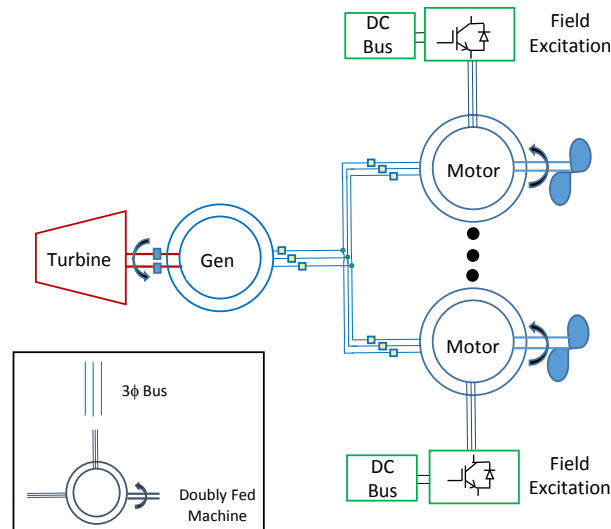 DC
Bus
Field
Excitation
Motor
Turbine
Gen
Motor
3ϕ Bus
Doubly Fed
Machine
DC
Bus
Field
Excitation